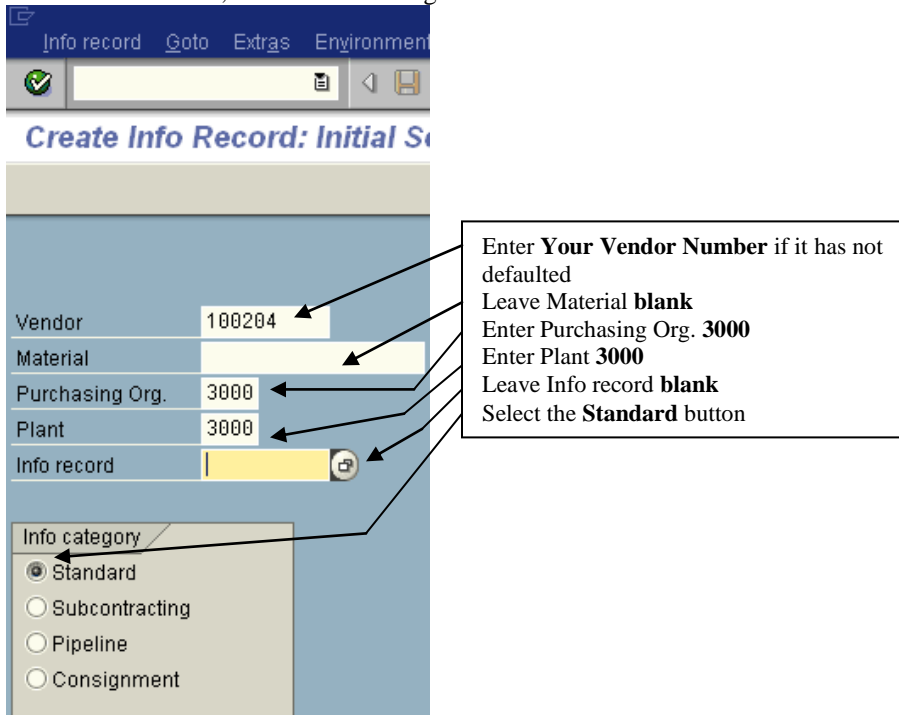 Info record Goto Extras Environment
Create Info Record: Initial
Vendor 100204
Material
Purchasing Org. 3000
Plant 3000
Info record
Info category
Standard
Subcontracting
Pipeline
Consignment
Enter Your Vendor Number if it has not
defaulted
Leave Material blank
Enter Purchasing Org. 3000
Enter Plant 3000
Leave Info record blank
Select the Standard button